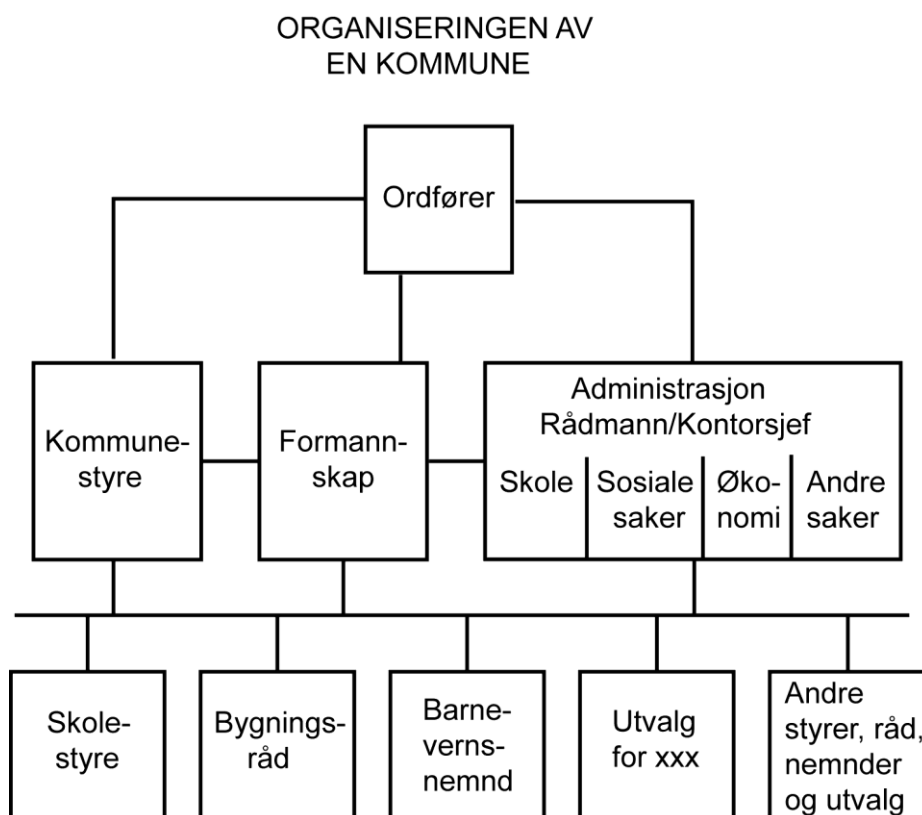 ORGANISERINGEN AV
EN KOMMUNE
Ordfører
Kommune-
styre
Formann-
skap
Administrasjon
Rådmann/Kontorsjef
Skole
Sosiale
saker
Øko-
nomi
Andre
saker
Skole-
styre
Bygnings-
råd
Barne-
verns-
nemnd
Utvalg
for xxx
Andre
styrer, råd,
nemnder
og utvalg